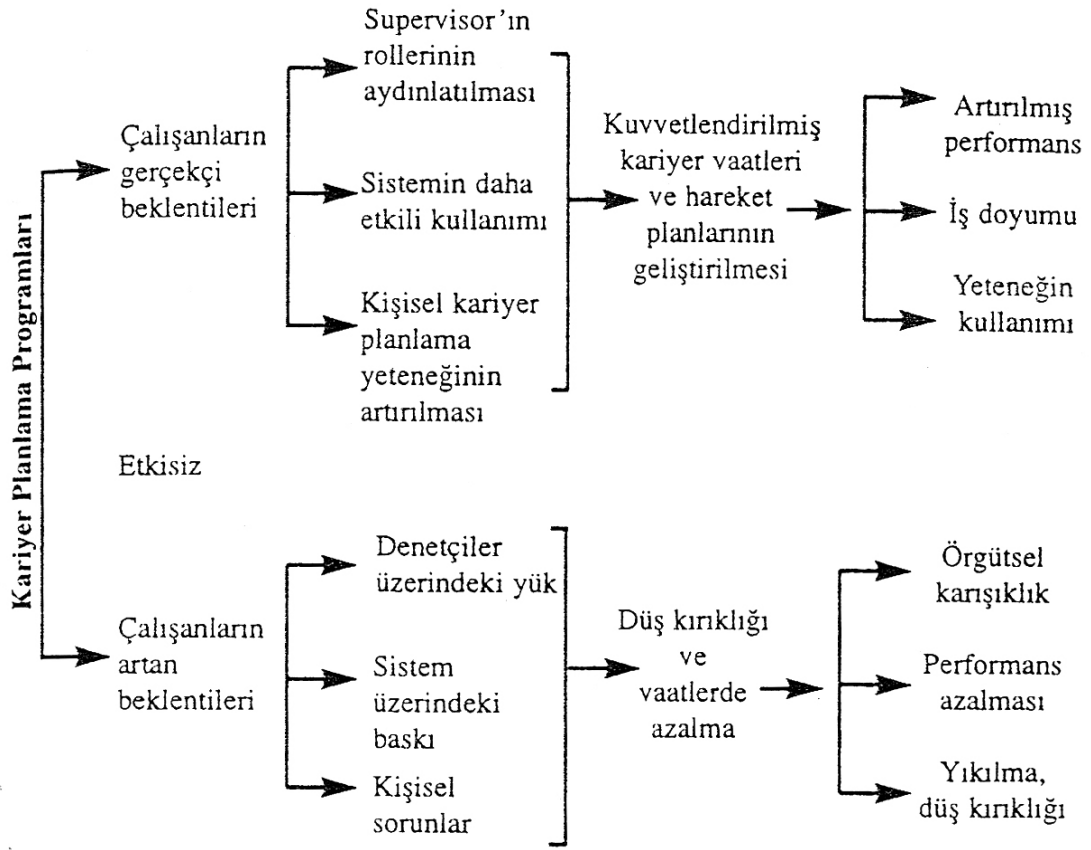 Kariyer Planlama Programları
Çalışanların
gerçekçi
beklentileri
Supervisor'ın
rollerinin
aydınlatılması
Sistemin daha
etkili kullanımı
Kişisel kariyer
planlama
yeteneğinin
artırılması
Kuvvetlendirilmiş
kariyer vaatleri
ve hareket
planlarının
geliştirilmesi
Artırılmış
performans
İş doyumu
Yeteneğin
kullanımı
Etkisiz
Çalışanların
artan
beklentileri
Denetçiler
üzerindeki yük
Sistem
üzerindeki
baskı
Kişisel
sorunlar
Düş kırıklığı
ve
vaatlerde
azalma
Örgütsel
karışıklık
Performans
azalması
Yıkılma,
düş kırıklığı